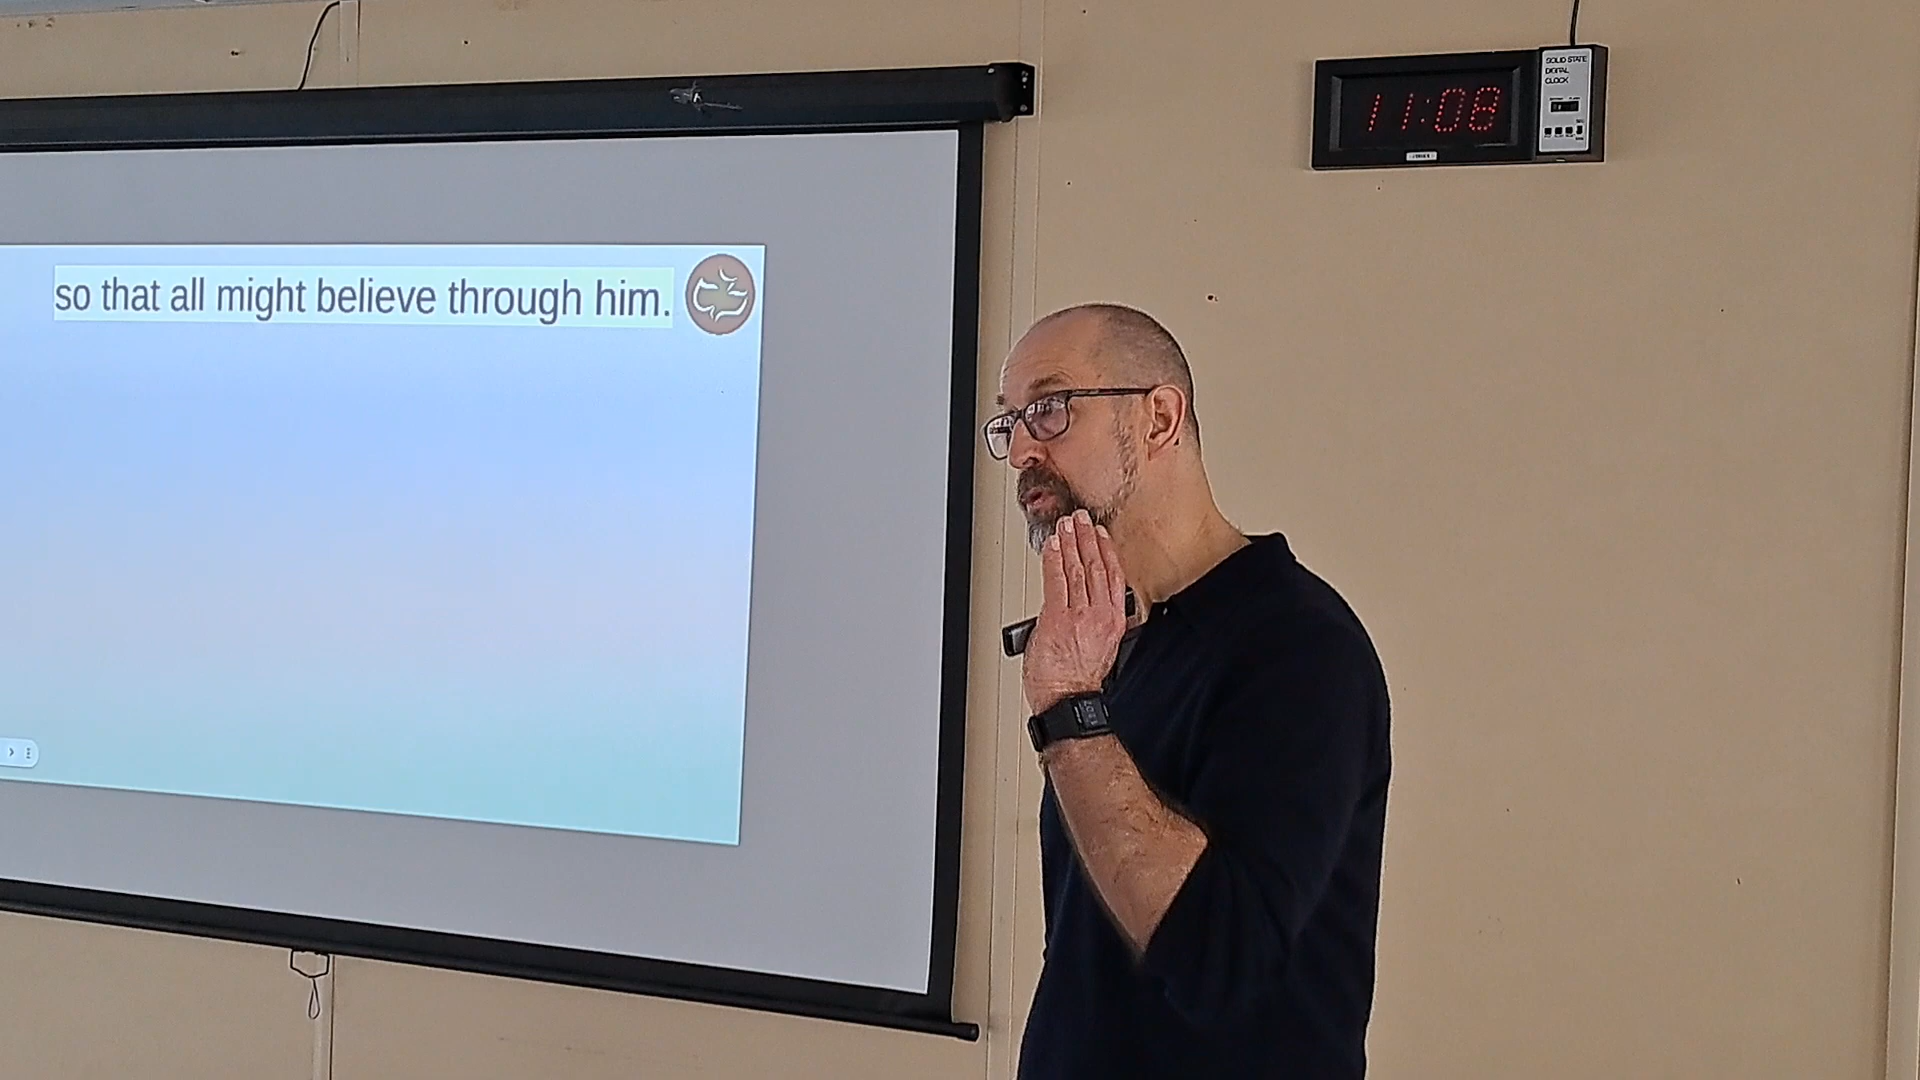 so that all might believe through him.
SOLID STATE
DIGITAL
CLOCK
11:08